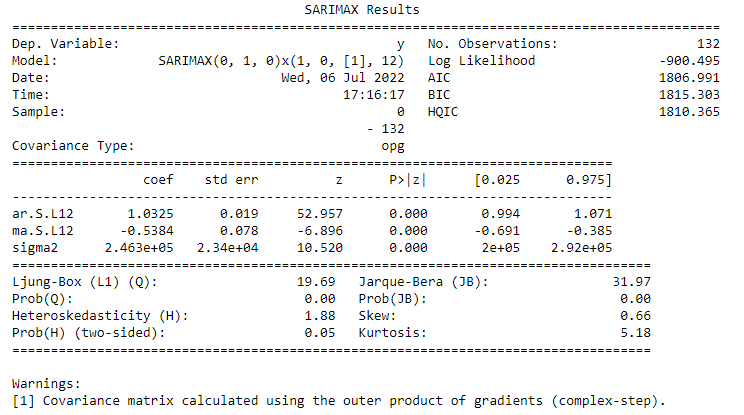 SARIMAX Results
==============================================================================================
Dep. Variable: y No. Observations: 132
Model: SARIMAX(0, 1, 0)x(1, 0, [1], 12) Log Likelihood -900.495
Date: Wed, 06 Jul 2022 AIC 1806.991
Time: 17:16:17 BIC 1815.303
Sample: 0 HQIC 1810.365
- 132
Covariance Type: opg
==============================================================================
coef std err z P>|z| [0.025 0.975]
------------------------------------------------------------------------------
ar.S.L12 1.0325 0.019 52.957 0.000 0.994 1.071
ma.S.L12 -0.5384 0.078 -6.896 0.000 -0.691 -0.385
sigma2 2.463e+05 2.34e+04 10.520 0.000 2e+05 2.92e+05
===================================================================================
Ljung-Box (L1) (Q): 19.69 Jarque-Bera (JB): 31.97
Prob(Q): 0.00 Prob(JB): 0.00
Heteroskedasticity (H): 1.88 Skew: 0.66
Prob(H) (two-sided): 0.05 Kurtosis: 5.18
===================================================================================
Warnings:
[1] Covariance matrix calculated using the outer product of gradients (complex-step).